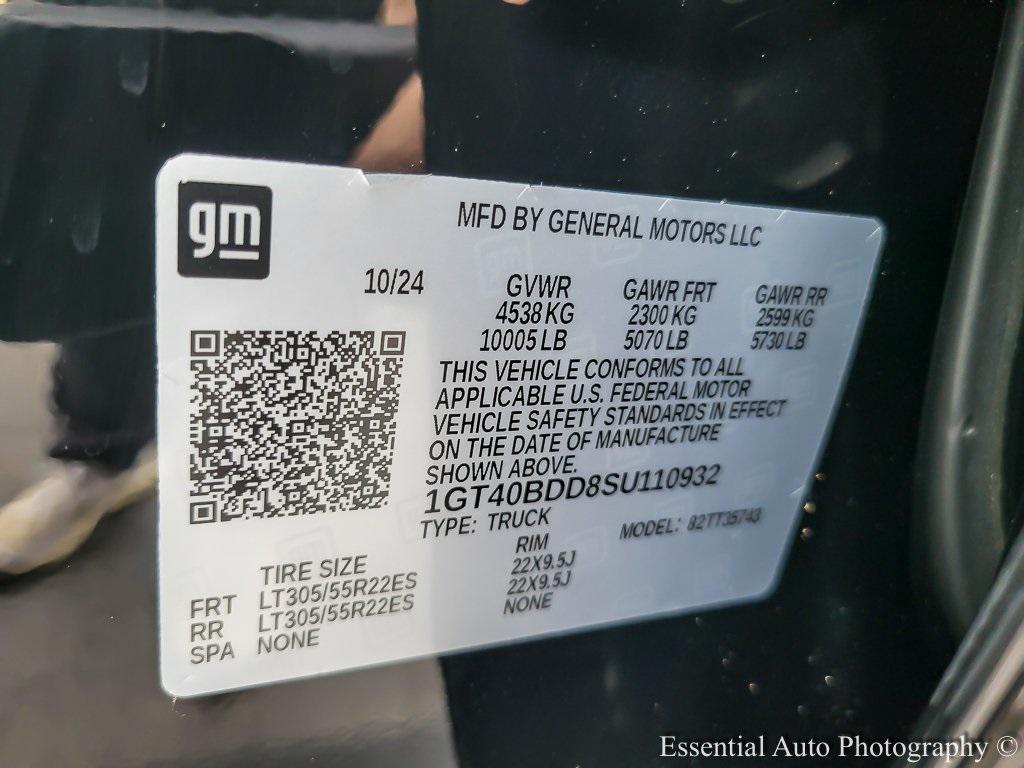 gm
MFD BY GENERAL MOTORS LLC
10/24 GVWR GAWR FRT GAWR RR
4538 KG 2300 KG 2599 KG
10005 LB 5070 LB 5730 LB
THIS VEHICLE CONFORMS TO ALL
APPLICABLE U.S. FEDERAL MOTOR
VEHICLE SAFETY STANDARDS IN EFFECT
ON THE DATE OF MANUFACTURE
SHOWN ABOVE.
1GT40BDD8SU110932
TYPE: TRUCK MODEL: 82TT35743
TIRE SIZE RIM
FRT LT305/55R22ES 22X9.5J
RR LT305/55R22ES 22X9.5J
SPA NONE NONE
Essential Auto Photography ©